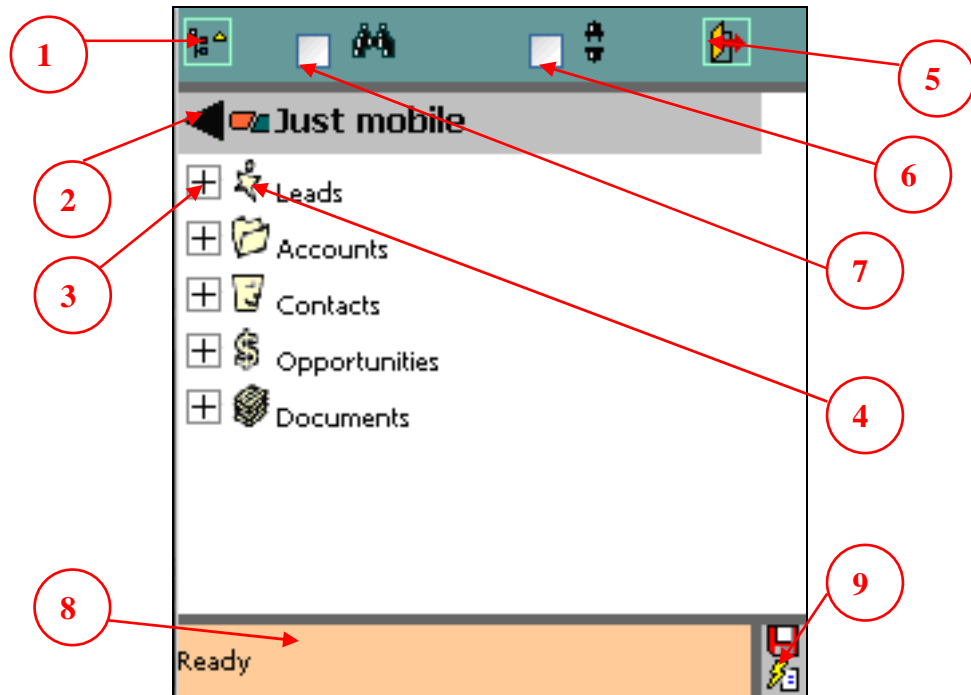 1
5
Just mobile
2
6
Leads
3
Accounts
7
Contacts
Opportunities
4
Documents
8
9
Ready